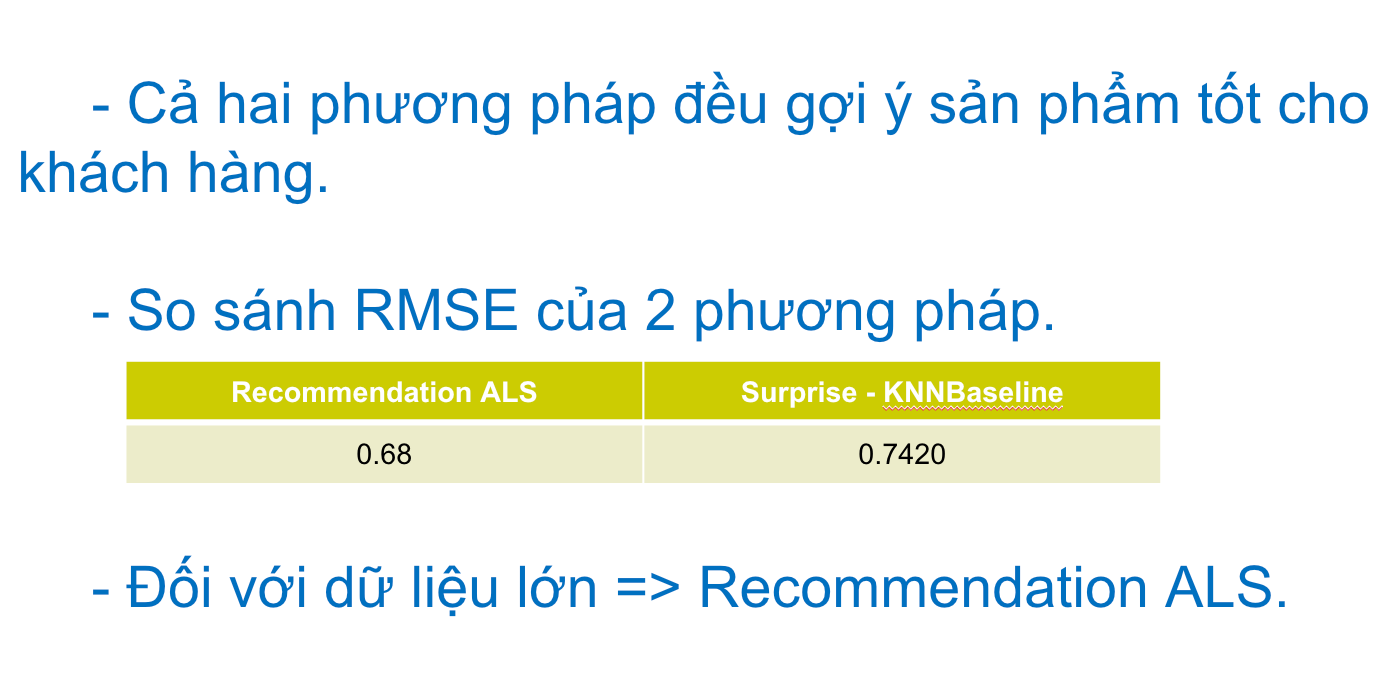 - Cả hai phương pháp đều gợi ý sản phẩm tốt cho
khách hàng.
- So sánh RMSE của 2 phương pháp.
Recommendation ALS
Surprise - KNNBaseline
0.68
0.7420
- Đối với dữ liệu lớn => Recommendation ALS.